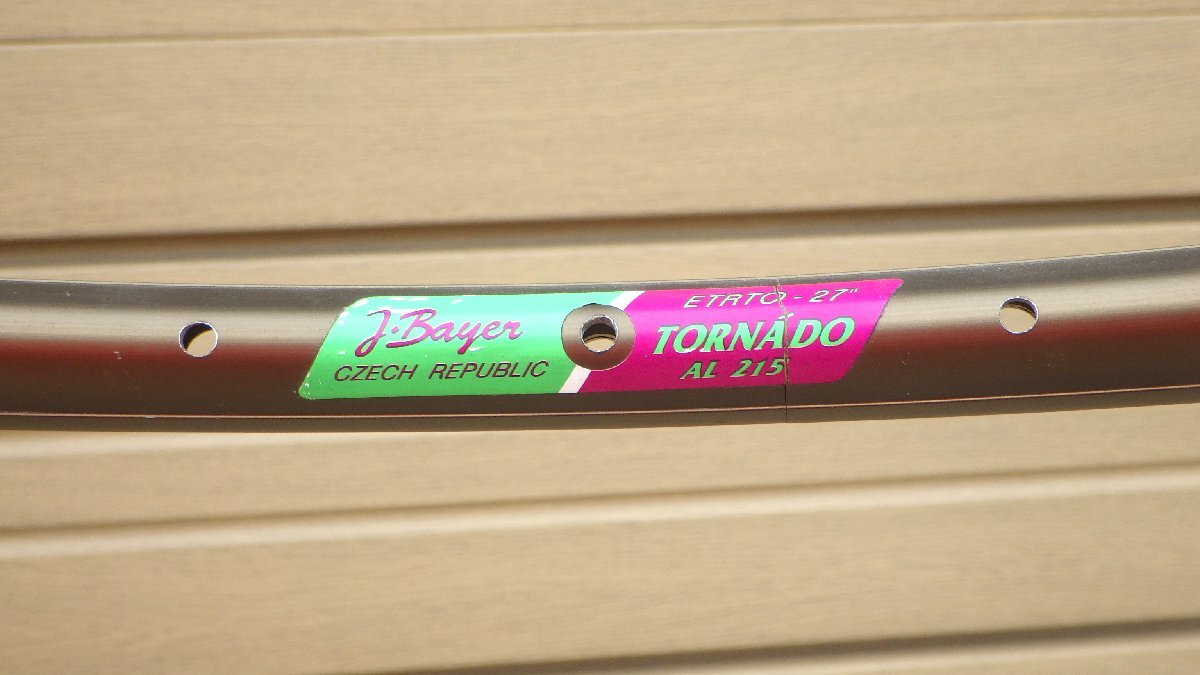 J·Bayer
CZECH REPUBLIC
ETRTO - 27"
TORNÁDO
AL 215